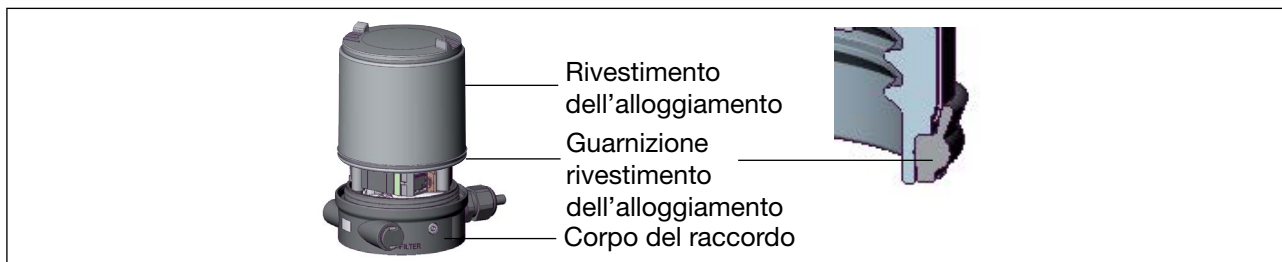 Rivestimento
dell’alloggiamento
Guarnizione
rivestimento
dell’alloggiamento
Corpo del raccordo
FILTER